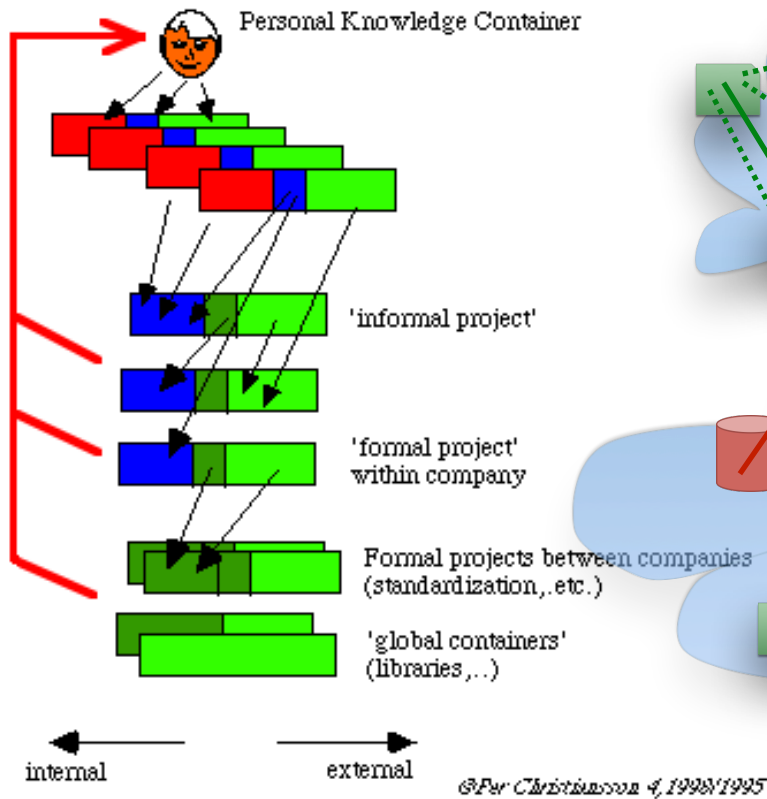 Personal Knowledge Container
'informal project'
'formal project'
within company
Formal projects between companies
(standardization,.etc.)
'global containers'
(libraries,..)
internal
external
@Per Christiansson 4,1998/1995